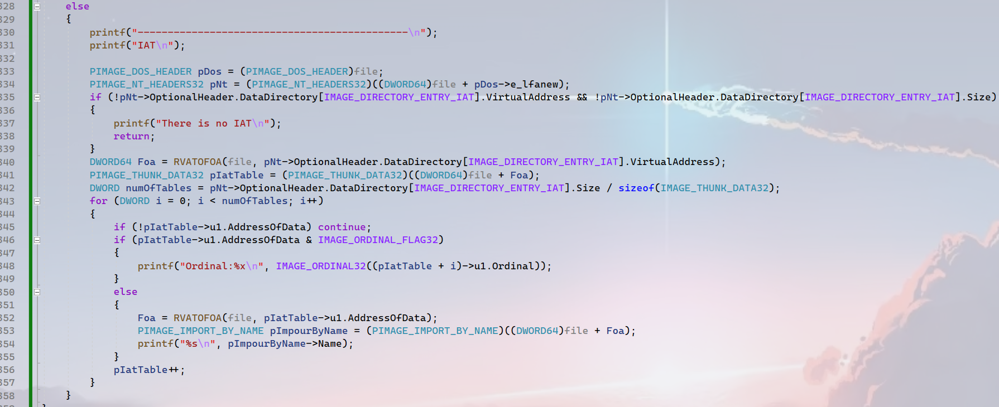 328 else
329 {
330 printf("---------------------------------------------\n");
331 printf("IAT\n");
332
333 PIMAGE_DOS_HEADER pDos = (PIMAGE_DOS_HEADER)file;
334 PIMAGE_NT_HEADERS32 pNt = (PIMAGE_NT_HEADERS32)((DWORD64)file + pDos->e_lfanew);
335 if (!pNt->OptionalHeader.DataDirectory[IMAGE_DIRECTORY_ENTRY_IAT].VirtualAddress && !pNt->OptionalHeader.DataDirectory[IMAGE_DIRECTORY_ENTRY_IAT].Size)
336 {
337 printf("There is no IAT\n");
338 return;
339 }
340 DWORD64 Foa = RVATOFOA(file, pNt->OptionalHeader.DataDirectory[IMAGE_DIRECTORY_ENTRY_IAT].VirtualAddress);
341 PIMAGE_THUNK_DATA32 pIatTable = (PIMAGE_THUNK_DATA32)((DWORD64)file + Foa);
342 DWORD numOfTables = pNt->OptionalHeader.DataDirectory[IMAGE_DIRECTORY_ENTRY_IAT].Size / sizeof(IMAGE_THUNK_DATA32);
343 for (DWORD i = 0; i < numOfTables; i++)
344 {
345 if (!pIatTable->u1.AddressOfData) continue;
346 if (pIatTable->u1.AddressOfData & IMAGE_ORDINAL_FLAG32)
347 {
348 printf("Ordinal:%x\n", IMAGE_ORDINAL32((pIatTable + i)->u1.Ordinal));
349 }
350 else
351 {
352 Foa = RVATOFOA(file, pIatTable->u1.AddressOfData);
353 PIMAGE_IMPORT_BY_NAME pImpourByName = (PIMAGE_IMPORT_BY_NAME)((DWORD64)file + Foa);
354 printf("%s\n", pImpourByName->Name);
355 }
356 pIatTable++;
357 }
358 }